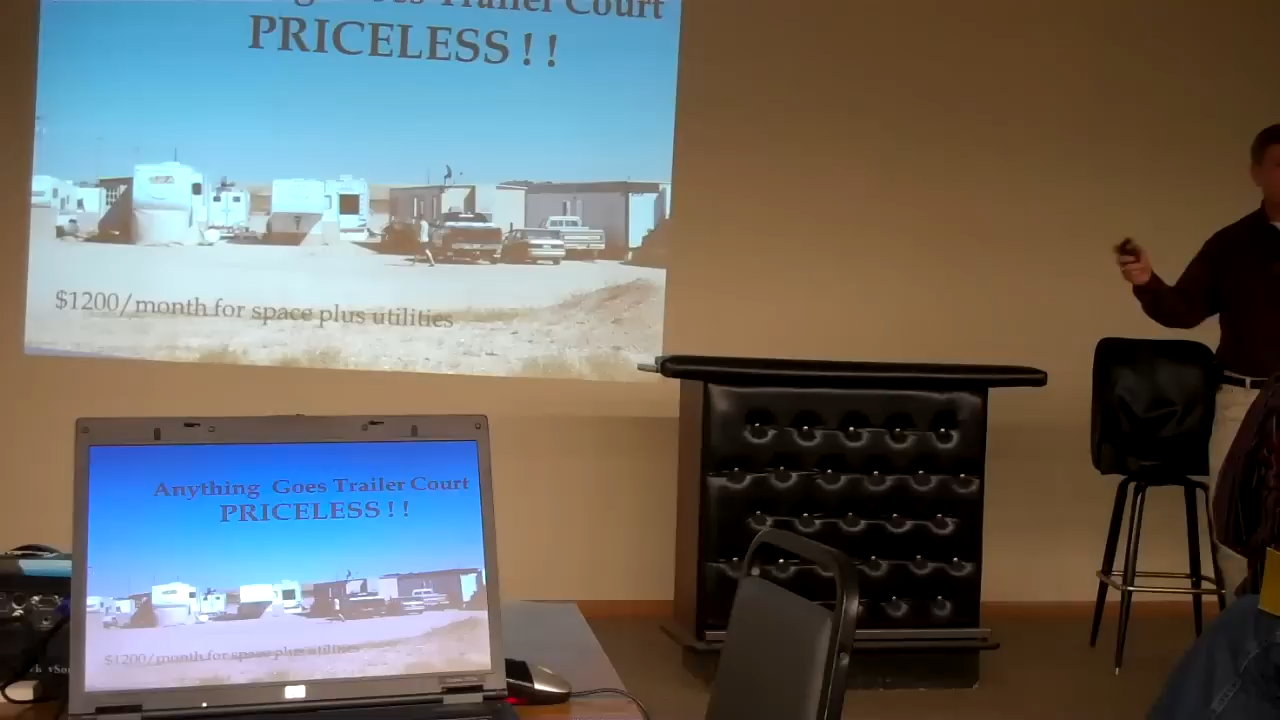 Goes Trailer Court
PRICELESS ! !
$1200/month for space plus utilities
Anything Goes Trailer Court
PRICELESS ! !
$1200/month for space plus utilities